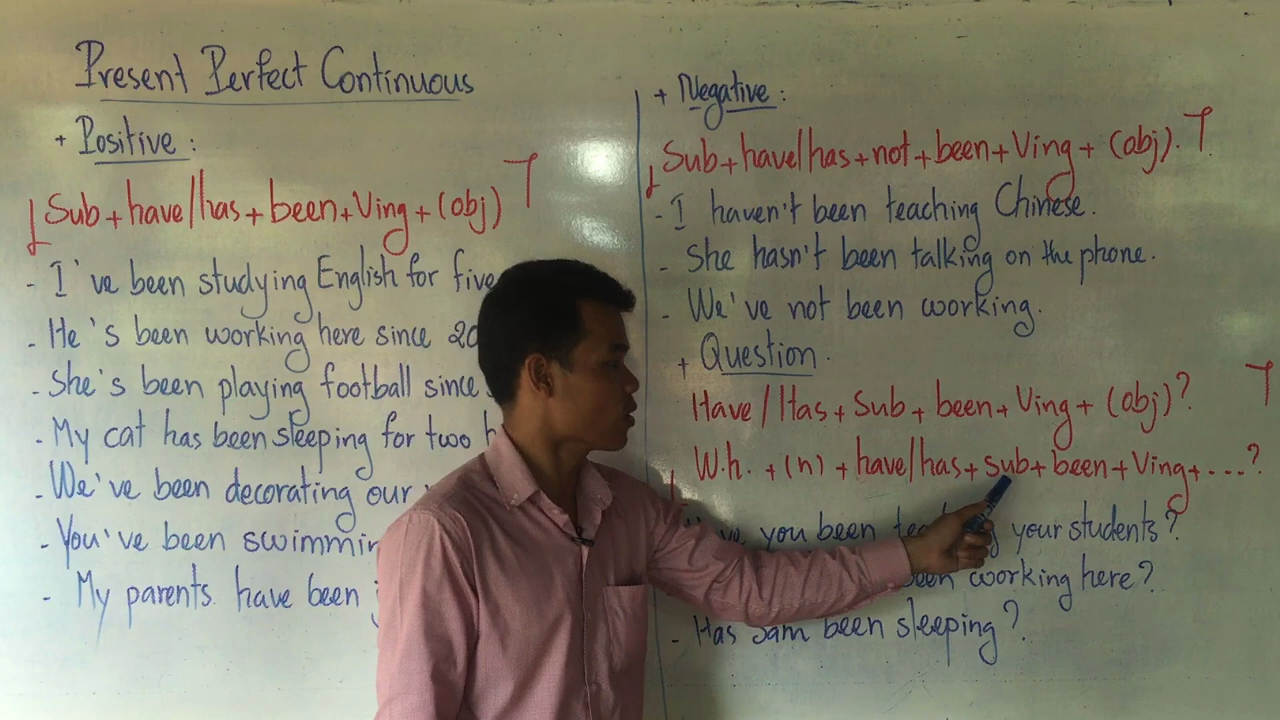 Present Perfect Continuous
+ Positive :
Sub + have/has + been + Ving + (obj)
- I've been studying English for five
- He's been working here since
- She's been playing football since
- My cat has been sleeping for two
- We've been decorating our
- You've been
- My parents have been
+ Negative :
Sub + have/has + not + been + Ving + (obj).
- I haven't been teaching Chinese.
- She hasn't been talking on the phone.
- We've not been working.
+ Question.
Have/Has + Sub + been + Ving + (obj)?
W.h. + (n) + have/has + sub + been + Ving + ....?
you been your students?
been working here?
- Has Sam been sleeping?